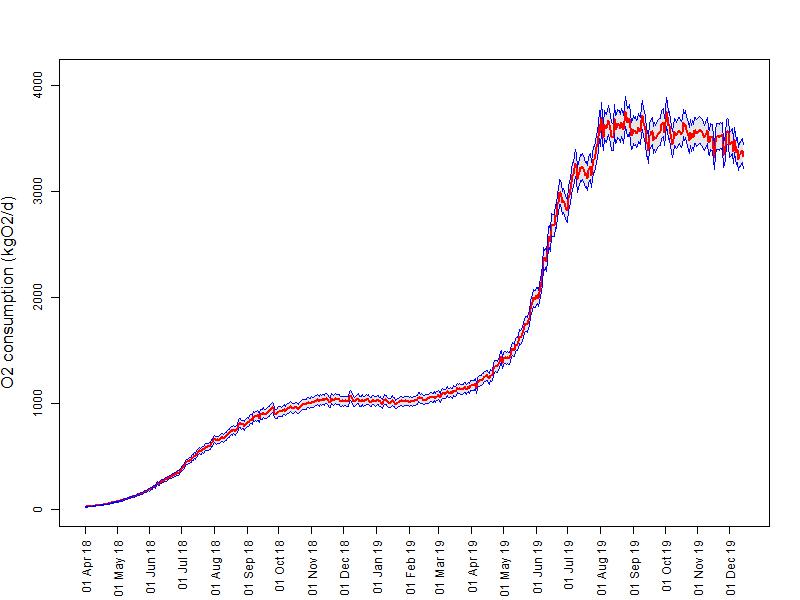 O2 consumption (kgO2/d)
4000
3000
2000
1000
0
01 Apr 18
01 May 18
01 Jun 18
01 Jul 18
01 Aug 18
01 Sep 18
01 Oct 18
01 Nov 18
01 Dec 18
01 Jan 19
01 Feb 19
01 Mar 19
01 Apr 19
01 May 19
01 Jun 19
01 Jul 19
01 Aug 19
01 Sep 19
01 Oct 19
01 Nov 19
01 Dec 19